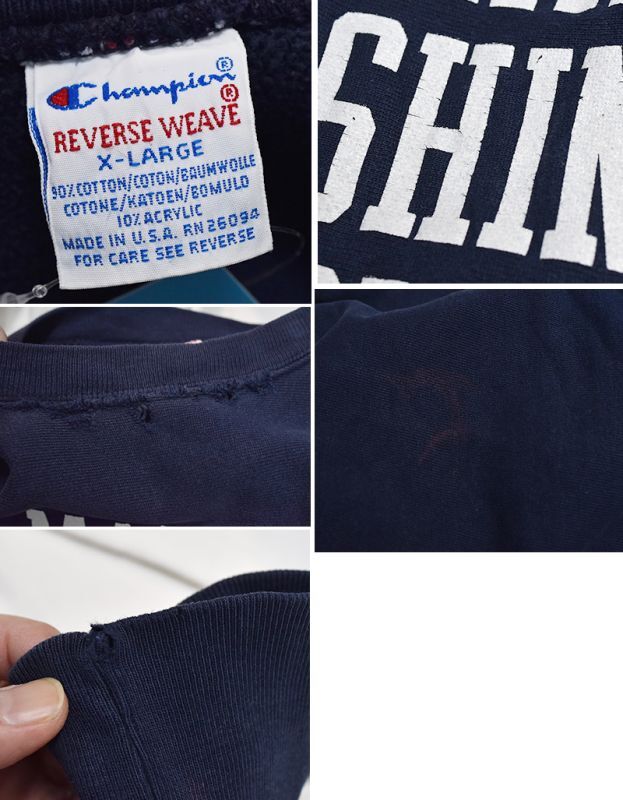 Champion®
REVERSE WEAVE®
X-LARGE
90% COTTON/COTON/BAUMWOLLE
COTONE/KATOEN/BOMULD
10% ACRYLIC
MADE IN U.S.A. RN 26094
FOR CARE SEE REVERSE
SHIN